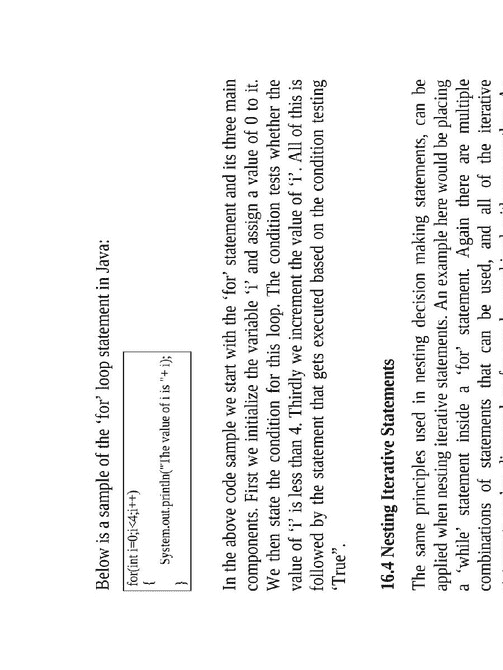 Below is a sample of the ‘for’ loop statement in Java:
for(int i=0;i<4;i++)
{
System.out.println("The value of i is "+ i);
}
In the above code sample we start with the ‘for’ statement and its three main
components. First we initialize the variable ‘i’ and assign a value of 0 to it.
We then state the condition for this loop. The condition tests whether the
value of ‘i’ is less than 4. Thirdly we increment the value of ‘i’. All of this is
followed by the statement that gets executed based on the condition testing
‘True”.
16.4 Nesting Iterative Statements
The same principles used in nesting decision making statements, can be
applied when nesting iterative statements. An example here would be placing
a ‘while’ statement inside a ‘for’ statement. Again there are multiple
combinations of statements that can be used, and all of the iterative